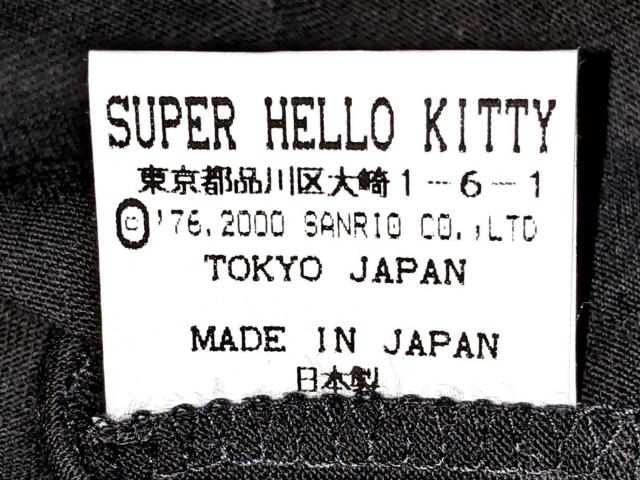 SUPER HELLO KITTY
東京都品川区大崎1-6-1
© '76,2000 SANRIO CO.,LTD
TOKYO JAPAN
MADE IN JAPAN
日本製